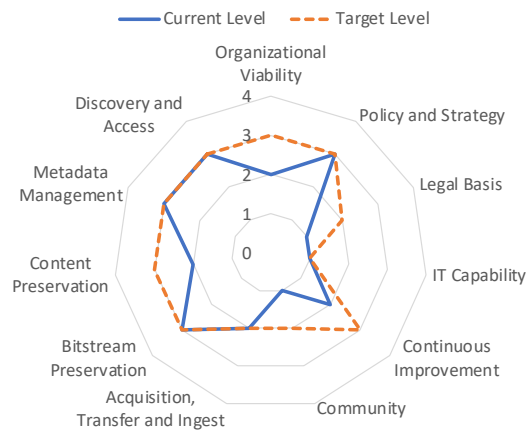 Current Level
Target Level
Organizational
Viability
Discovery and
Access
Policy and Strategy
Metadata
Management
Legal Basis
Content
Preservation
IT Capability
Bitstream
Preservation
Continuous
Improvement
Acquisition,
Transfer and Ingest
Community
4
3
2
1
0